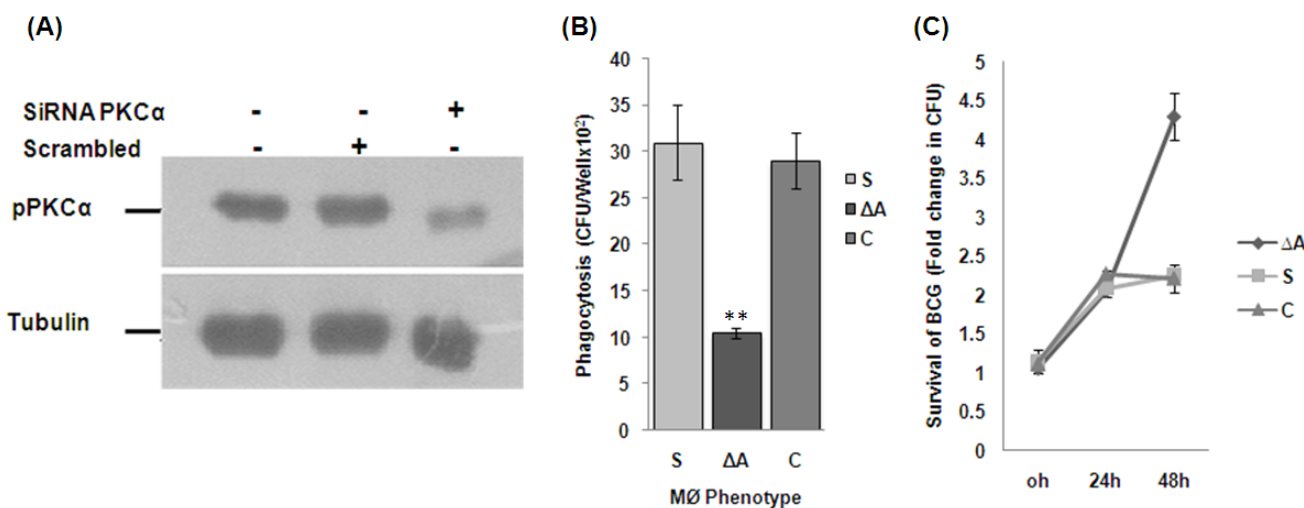 (A)
SiRNA PKCα - - +
Scrambled - + -
pPKCα
Tubulin
(B)
Phagocytosis (CFU/Wellx10²)
40
35
30
25
20
15
10
5
0
**
S ΔA C
MØ Phenotype
S
ΔA
C
(C)
Survival of BCG (Fold change in CFU)
5
4.5
4
3.5
3
2.5
2
1.5
1
0.5
0
oh 24h 48h
ΔA
S
C